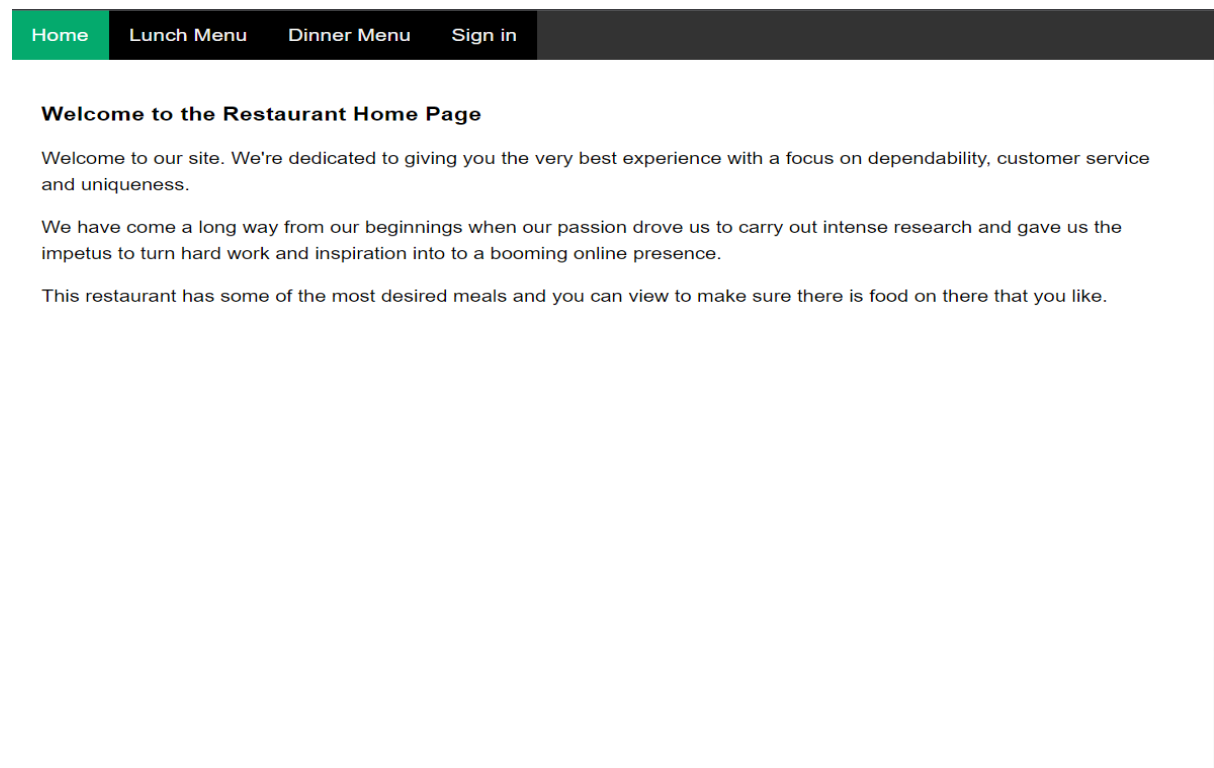 Home Lunch Menu Dinner Menu Sign in
Welcome to the Restaurant Home Page
Welcome to our site. We're dedicated to giving you the very best experience with a focus on dependability, customer service
and uniqueness.
We have come a long way from our beginnings when our passion drove us to carry out intense research and gave us the
impetus to turn hard work and inspiration into to a booming online presence.
This restaurant has some of the most desired meals and you can view to make sure there is food on there that you like.